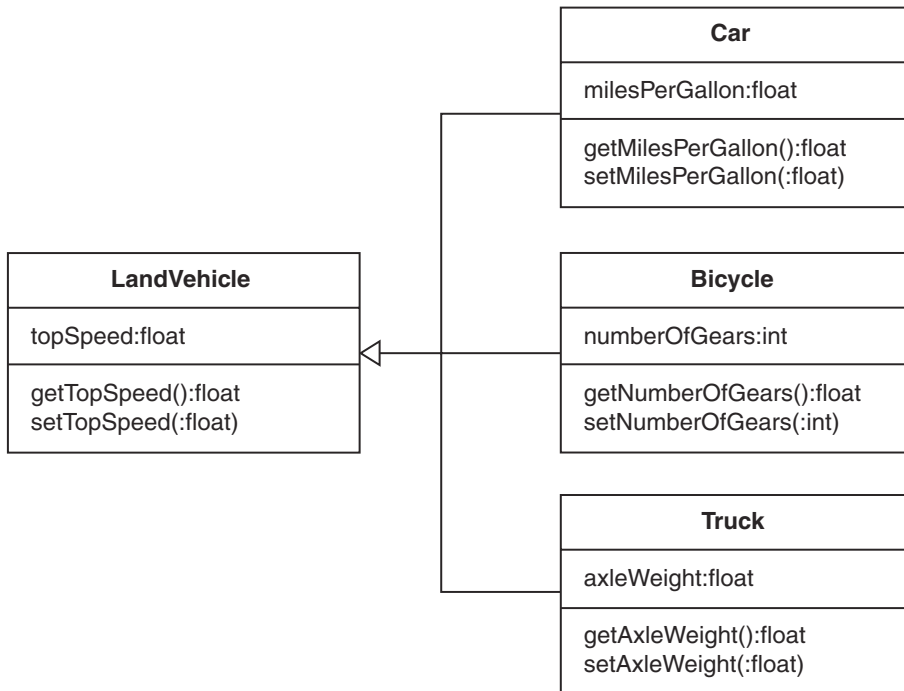 Car
milesPerGallon:float
getMilesPerGallon():float
setMilesPerGallon(:float)
LandVehicle
topSpeed:float
getTopSpeed():float
setTopSpeed(:float)
Bicycle
numberOfGears:int
getNumberOfGears():float
setNumberOfGears(:int)
Truck
axleWeight:float
getAxleWeight():float
setAxleWeight(:float)